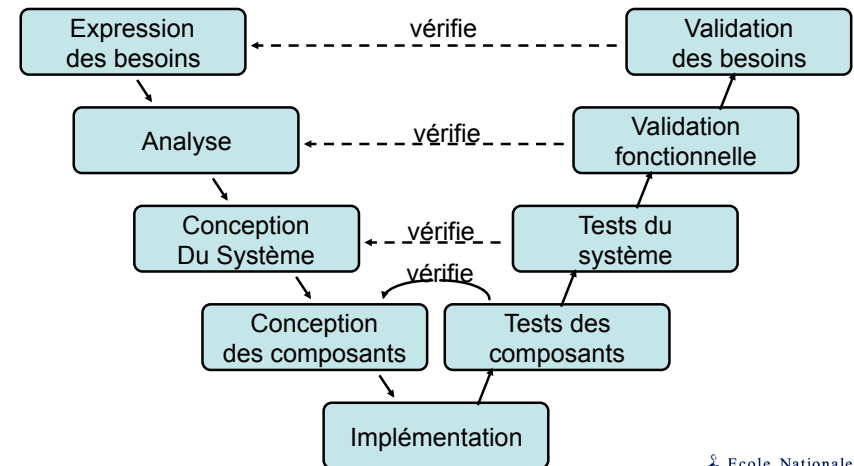 Expression
des besoins
vérifie
Validation
des besoins
Analyse
vérifie
Validation
fonctionnelle
Conception
Du Système
vérifie
Tests du
système
vérifie
Conception
des composants
Tests des
composants
Implémentation
Ecole Nationale